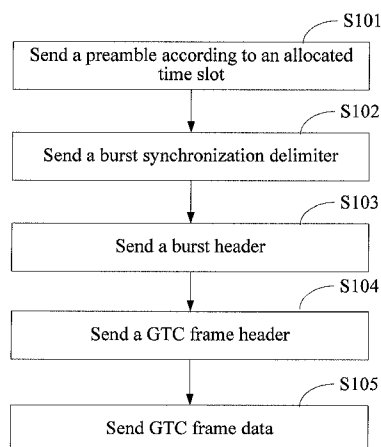 S101
Send a preamble according to an allocated
time slot
S102
Send a burst synchronization delimiter
S103
Send a burst header
S104
Send a GTC frame header
S105
Send GTC frame data